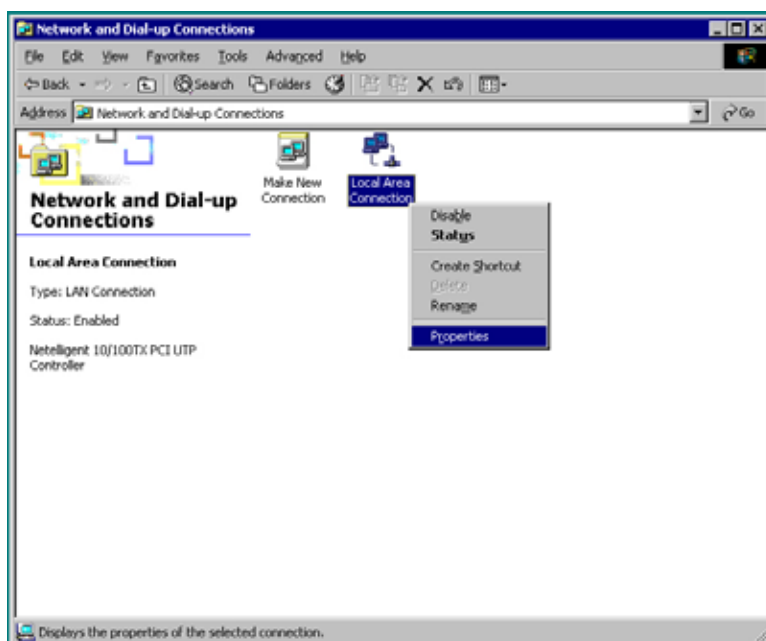 Network and Dial-up Connections
File Edit View Favorites Tools Advanced Help
Back Search Folders
Address Network and Dial-up Connections Go
Network and Dial-up
Connections
Local Area Connection
Type: LAN Connection
Status: Enabled
Netelligent 10/100TX PCI UTP
Controller
Make New
Connection
Local Area
Connection
Disable
Status
Create Shortcut
Delete
Rename
Properties
Displays the properties of the selected connection.